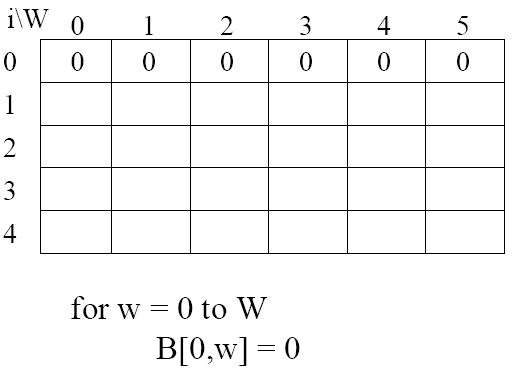 i\W 0 1 2 3 4 5
0 0 0 0 0 0 0
1
2
3
4
for w = 0 to W
B[0,w] = 0